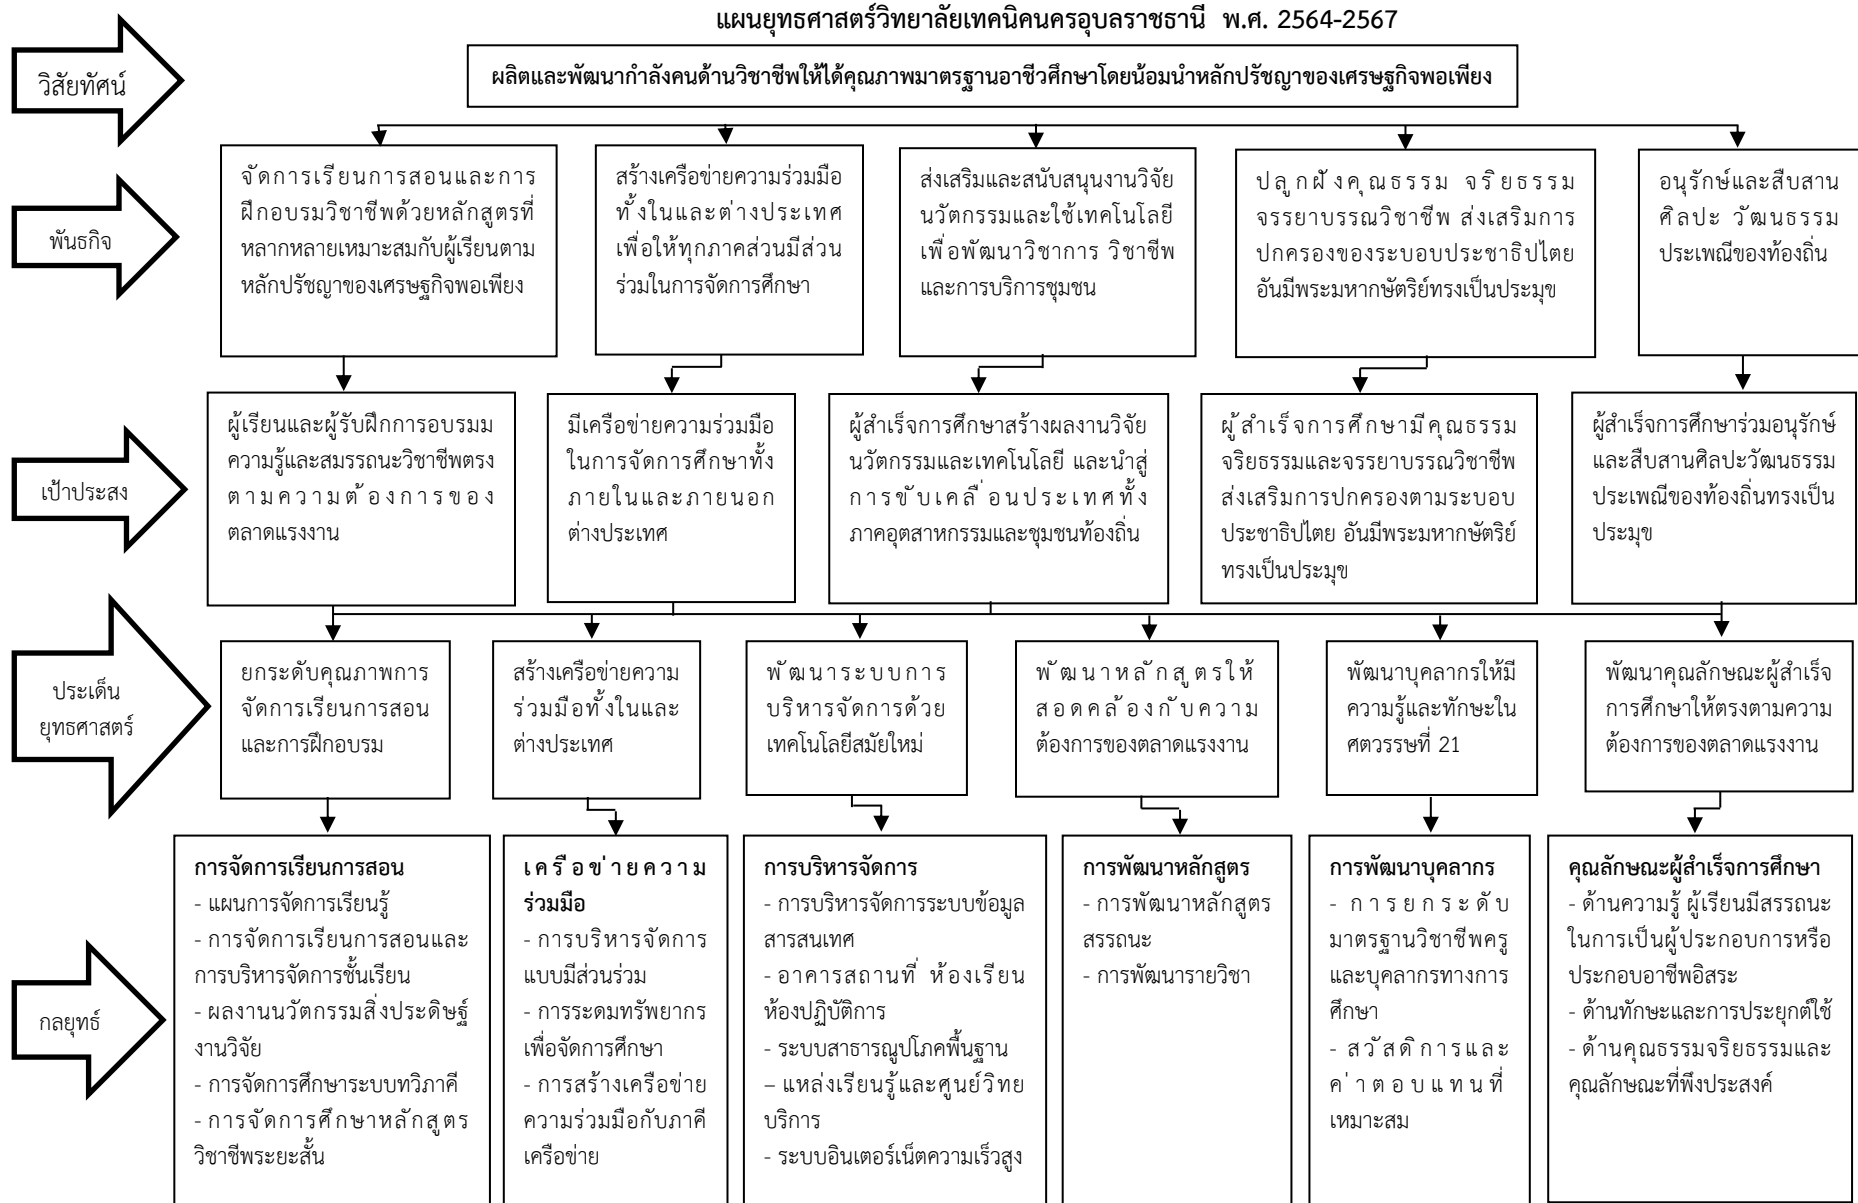 แผนยุทธศาสตร์วิทยาลัยเทคนิคนครอุบลราชธานี พ.ศ. 2564-2567
วิสัยทัศน์
ผลิตและพัฒนากำลังคนด้านวิชาชีพให้ได้คุณภาพมาตรฐานอาชีวศึกษาโดยน้อมนำหลักปรัชญาของเศรษฐกิจพอเพียง
พันธกิจ
จัดการเรียนการสอนและการ
ฝึกอบรมวิชาชีพด้วยหลักสูตรที่
หลากหลายเหมาะสมกับผู้เรียนตาม
หลักปรัชญาของเศรษฐกิจพอเพียง
สร้างเครือข่ายความร่วมมือ
ทั้งในและต่างประเทศ
เพื่อให้ทุกภาคส่วนมีส่วน
ร่วมในการจัดการศึกษา
ส่งเสริมและสนับสนุนงานวิจัย
นวัตกรรมและใช้เทคโนโลยี
เพื่อพัฒนาวิชาการ วิชาชีพ
และการบริการชุมชน
ปลูกฝังคุณธรรม จริยธรรม
จรรยาบรรณวิชาชีพ ส่งเสริมการ
ปกครองของระบอบประชาธิปไตย
อันมีพระมหากษัตริย์ทรงเป็นประมุข
อนุรักษ์และสืบสาน
ศิลปะ วัฒนธรรม
ประเพณีของท้องถิ่น
เป้าประสง
ผู้เรียนและผู้รับฝึกการอบรมม
ความรู้และสมรรถนะวิชาชีพตรง
ตามความต้องการของ
ตลาดแรงงาน
มีเครือข่ายความร่วมมือ
ในการจัดการศึกษาทั้ง
ภายในและภายนอก
ต่างประเทศ
ผู้สำเร็จการศึกษาสร้างผลงานวิจัย
นวัตกรรมและเทคโนโลยี และนำสู่
การขับเคลื่อนประเทศทั้ง
ภาคอุตสาหกรรมและชุมชนท้องถิ่น
ผู้สำเร็จการศึกษามีคุณธรรม
จริยธรรมและจรรยาบรรณวิชาชีพ
ส่งเสริมการปกครองตามระบอบ
ประชาธิปไตย อันมีพระมหากษัตริย์
ทรงเป็นประมุข
ผู้สำเร็จการศึกษาร่วมอนุรักษ์
และสืบสานศิลปะวัฒนธรรม
ประเพณีของท้องถิ่นทรงเป็น
ประมุข
ประเด็น
ยุทธศาสตร์
ยกระดับคุณภาพการ
จัดการเรียนการสอน
และการฝึกอบรม
สร้างเครือข่ายความ
ร่วมมือทั้งในและ
ต่างประเทศ
พัฒนาระบบการ
บริหารจัดการด้วย
เทคโนโลยีสมัยใหม่
พัฒนาหลักสูตรให้
สอดคล้องกับความ
ต้องการของตลาดแรงงาน
พัฒนาบุคลากรให้มี
ความรู้และทักษะใน
ศตวรรษที่ 21
พัฒนาคุณลักษณะผู้สำเร็จ
การศึกษาให้ตรงตามความ
ต้องการของตลาดแรงงาน
กลยุทธ์
การจัดการเรียนการสอน
- แผนการจัดการเรียนรู้
- การจัดการเรียนการสอนและ
การบริหารจัดการชั้นเรียน
- ผลงานนวัตกรรมสิ่งประดิษฐ์
งานวิจัย
- การจัดการศึกษาระบบทวิภาคี
- การจัดการศึกษาหลักสูตร
วิชาชีพระยะสั้น
เครือข่ายความ
ร่วมมือ
- การบริหารจัดการ
แบบมีส่วนร่วม
- การระดมทรัพยากร
เพื่อจัดการศึกษา
- การสร้างเครือข่าย
ความร่วมมือกับภาคี
เครือข่าย
การบริหารจัดการ
- การบริหารจัดการระบบข้อมูล
สารสนเทศ
- อาคารสถานที่ ห้องเรียน
ห้องปฏิบัติการ
- ระบบสาธารณูปโภคพื้นฐาน
– แหล่งเรียนรู้และศูนย์วิทย
บริการ
- ระบบอินเตอร์เน็ตความเร็วสูง
การพัฒนาหลักสูตร
- การพัฒนาหลักสูตร
สรรถนะ
- การพัฒนารายวิชา
การพัฒนาบุคลากร
- การยกระดับ
มาตรฐานวิชาชีพครู
และบุคลากรทางการ
ศึกษา
- สวัสดิการและ
ค่าตอบแทนที่
เหมาะสม
คุณลักษณะผู้สำเร็จการศึกษา
- ด้านความรู้ ผู้เรียนมีสรรถนะ
ในการเป็นผู้ประกอบการหรือ
ประกอบอาชีพอิสระ
- ด้านทักษะและการประยุกต์ใช้
- ด้านคุณธรรมจริยธรรมและ
คุณลักษณะที่พึงประสงค์